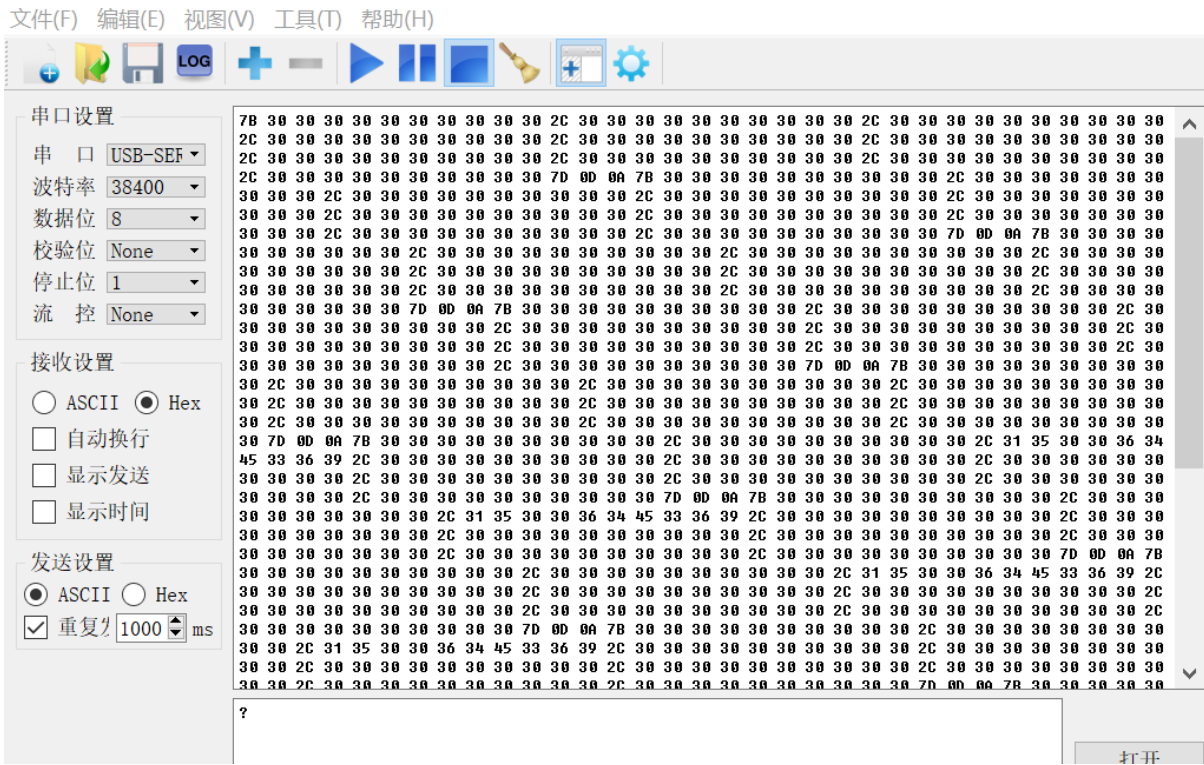 文件(F) 编辑(E) 视图(V) 工具(T) 帮助(H)
LOG
串口设置
串 口 USB-SER
波特率 38400
数据位 8
校验位 None
停止位 1
流 控 None
接收设置
ASCII Hex
自动换行
显示发送
显示时间
发送设置
ASCII Hex
重复发 1000 ms
7B 30 30 30 30 30 30 30 30 30 30 2C 30 30 30 30 30 30 30 30 30 30 2C 30 30 30 30 30 30 30 30 30 30
2C 30 30 30 30 30 30 30 30 30 30 2C 30 30 30 30 30 30 30 30 30 30 2C 30 30 30 30 30 30 30 30 30 30
2C 30 30 30 30 30 30 30 30 30 30 2C 30 30 30 30 30 30 30 30 30 30 2C 30 30 30 30 30 30 30 30 30 30
2C 30 30 30 30 30 30 30 30 30 30 7D 0D 0A 7B 30 30 30 30 30 30 30 30 30 30 2C 30 30 30 30 30 30 30
30 30 30 2C 30 30 30 30 30 30 30 30 30 30 2C 30 30 30 30 30 30 30 30 30 30 2C 30 30 30 30 30 30 30
30 30 30 2C 30 30 30 30 30 30 30 30 30 30 2C 30 30 30 30 30 30 30 30 30 30 2C 30 30 30 30 30 30 30
30 30 30 2C 30 30 30 30 30 30 30 30 30 30 2C 30 30 30 30 30 30 30 30 30 30 7D 0D 0A 7B 30 30 30 30
30 30 30 30 30 30 2C 30 30 30 30 30 30 30 30 30 30 2C 30 30 30 30 30 30 30 30 30 30 2C 30 30 30 30
30 30 30 30 30 30 2C 30 30 30 30 30 30 30 30 30 30 2C 30 30 30 30 30 30 30 30 30 30 2C 30 30 30 30
30 30 30 30 30 30 2C 30 30 30 30 30 30 30 30 30 30 2C 30 30 30 30 30 30 30 30 30 30 2C 30 30 30 30
30 30 30 30 30 30 7D 0D 0A 7B 30 30 30 30 30 30 30 30 30 30 2C 30 30 30 30 30 30 30 30 30 30 2C 30
30 30 30 30 30 30 30 30 30 2C 30 30 30 30 30 30 30 30 30 30 2C 30 30 30 30 30 30 30 30 30 30 2C 30
30 30 30 30 30 30 30 30 30 2C 30 30 30 30 30 30 30 30 30 30 2C 30 30 30 30 30 30 30 30 30 30 2C 30
30 30 30 30 30 30 30 30 30 2C 30 30 30 30 30 30 30 30 30 30 7D 0D 0A 7B 30 30 30 30 30 30 30 30 30
30 2C 30 30 30 30 30 30 30 30 30 30 2C 30 30 30 30 30 30 30 30 30 30 2C 30 30 30 30 30 30 30 30 30
30 2C 30 30 30 30 30 30 30 30 30 30 2C 30 30 30 30 30 30 30 30 30 30 2C 30 30 30 30 30 30 30 30 30
30 2C 30 30 30 30 30 30 30 30 30 30 2C 30 30 30 30 30 30 30 30 30 30 2C 30 30 30 30 30 30 30 30 30
30 7D 0D 0A 7B 30 30 30 30 30 30 30 30 30 30 2C 30 30 30 30 30 30 30 30 30 30 2C 31 35 30 30 36 34
45 33 36 39 2C 30 30 30 30 30 30 30 30 30 30 2C 30 30 30 30 30 30 30 30 30 30 2C 30 30 30 30 30 30
30 30 30 30 2C 30 30 30 30 30 30 30 30 30 30 2C 30 30 30 30 30 30 30 30 30 30 2C 30 30 30 30 30 30
30 30 30 30 2C 30 30 30 30 30 30 30 30 30 30 7D 0D 0A 7B 30 30 30 30 30 30 30 30 30 30 2C 30 30 30
30 30 30 30 30 30 30 2C 31 35 30 30 36 34 45 33 36 39 2C 30 30 30 30 30 30 30 30 30 30 2C 30 30 30
30 30 30 30 30 30 30 2C 30 30 30 30 30 30 30 30 30 30 2C 30 30 30 30 30 30 30 30 30 30 2C 30 30 30
30 30 30 30 30 30 30 2C 30 30 30 30 30 30 30 30 30 30 2C 30 30 30 30 30 30 30 30 30 30 7D 0D 0A 7B
30 30 30 30 30 30 30 30 30 30 2C 30 30 30 30 30 30 30 30 30 30 2C 31 35 30 30 36 34 45 33 36 39 2C
30 30 30 30 30 30 30 30 30 30 2C 30 30 30 30 30 30 30 30 30 30 2C 30 30 30 30 30 30 30 30 30 30 2C
30 30 30 30 30 30 30 30 30 30 2C 30 30 30 30 30 30 30 30 30 30 2C 30 30 30 30 30 30 30 30 30 30 2C
30 30 30 30 30 30 30 30 30 30 7D 0D 0A 7B 30 30 30 30 30 30 30 30 30 30 2C 30 30 30 30 30 30 30 30
30 30 2C 31 35 30 30 36 34 45 33 36 39 2C 30 30 30 30 30 30 30 30 30 30 2C 30 30 30 30 30 30 30 30
30 30 2C 30 30 30 30 30 30 30 30 30 30 2C 30 30 30 30 30 30 30 30 30 30 2C 30 30 30 30 30 30 30 30
30 30 2C 30 30 30 30 30 30 30 30 30 30 2C 30 30 30 30 30 30 30 30 30 30 7D 0D 0A 7B 30 30 30 30 30
?
打开